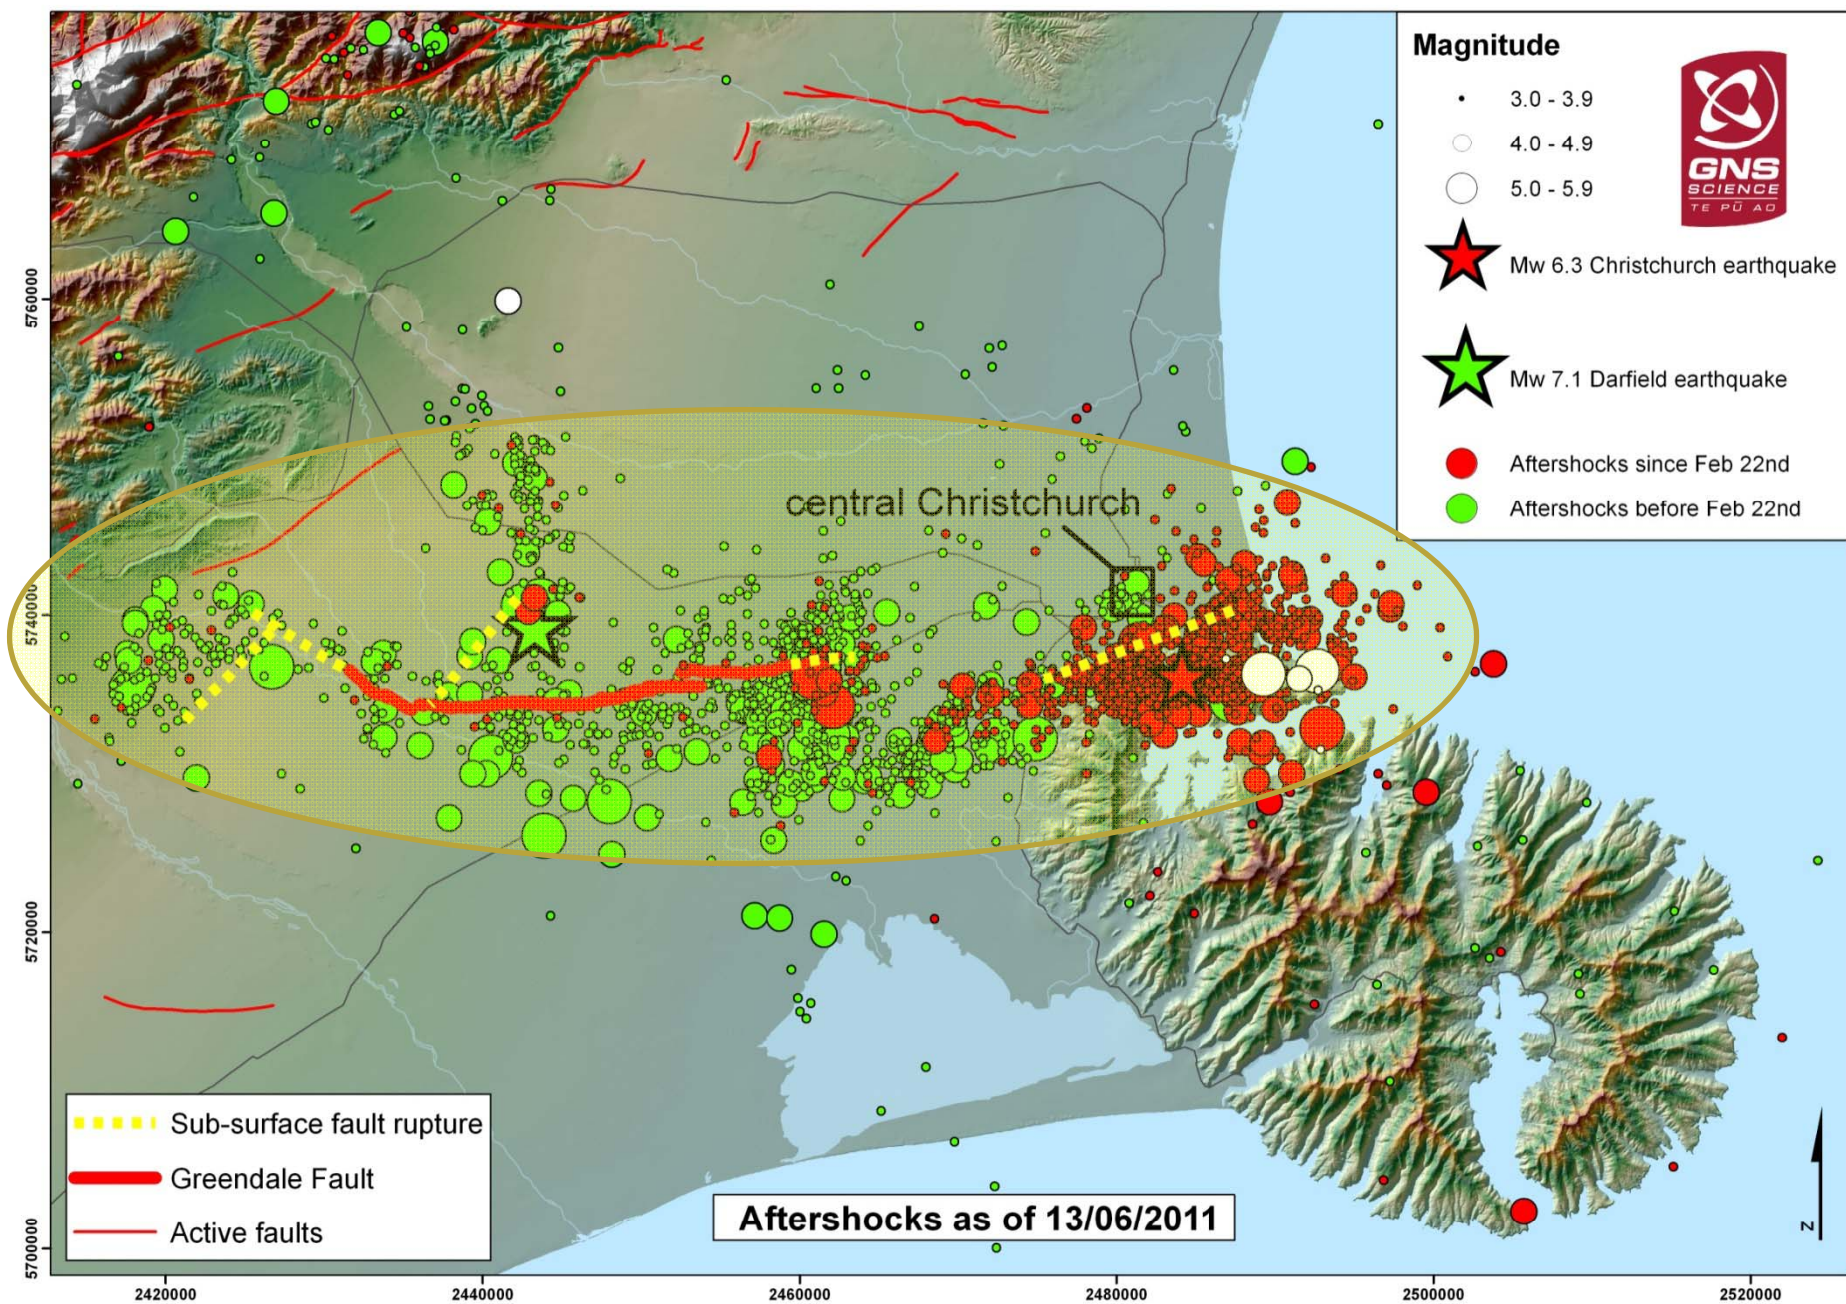 Magnitude
3.0 - 3.9
4.0 - 4.9
5.0 - 5.9
GNS
SCIENCE
TE PŪ AO
Mw 6.3 Christchurch earthquake
Mw 7.1 Darfield earthquake
Aftershocks since Feb 22nd
Aftershocks before Feb 22nd
central Christchurch
5760000
5740000
5720000
5700000
Sub-surface fault rupture
Greendale Fault
Active faults
Aftershocks as of 13/06/2011
N
2420000
2440000
2460000
2480000
2500000
2520000